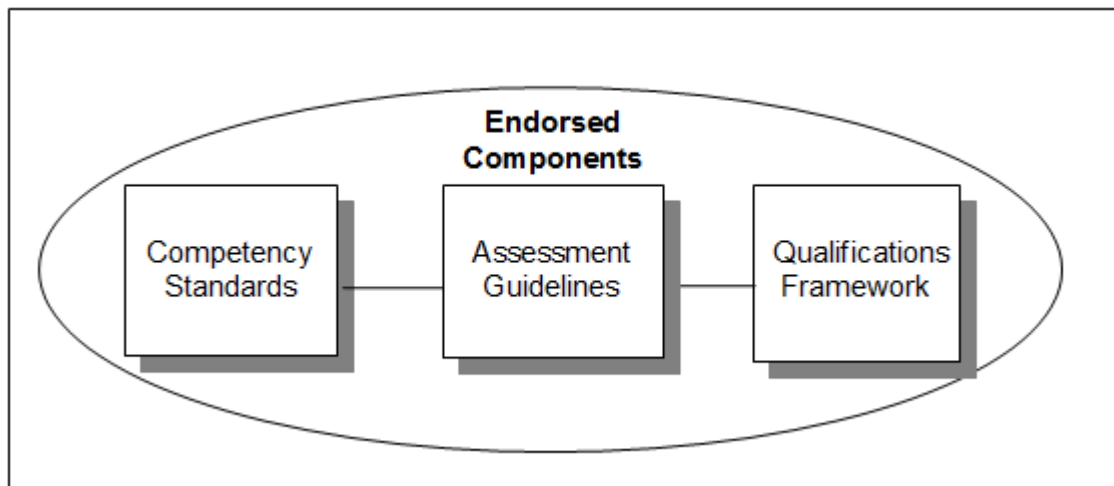 Endorsed
Components
Competency
Standards
Assessment
Guidelines
Qualifications
Framework